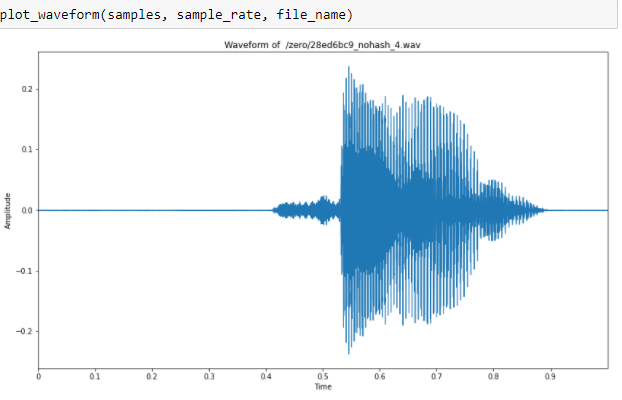 plot_waveform(samples, sample_rate, file_name)
Waveform of /zero/28ed6bc9_nohash_4.wav
0.2
0.1
0.0
−0.1
−0.2
Amplitude
0 0.1 0.2 0.3 0.4 0.5 0.6 0.7 0.8 0.9
Time